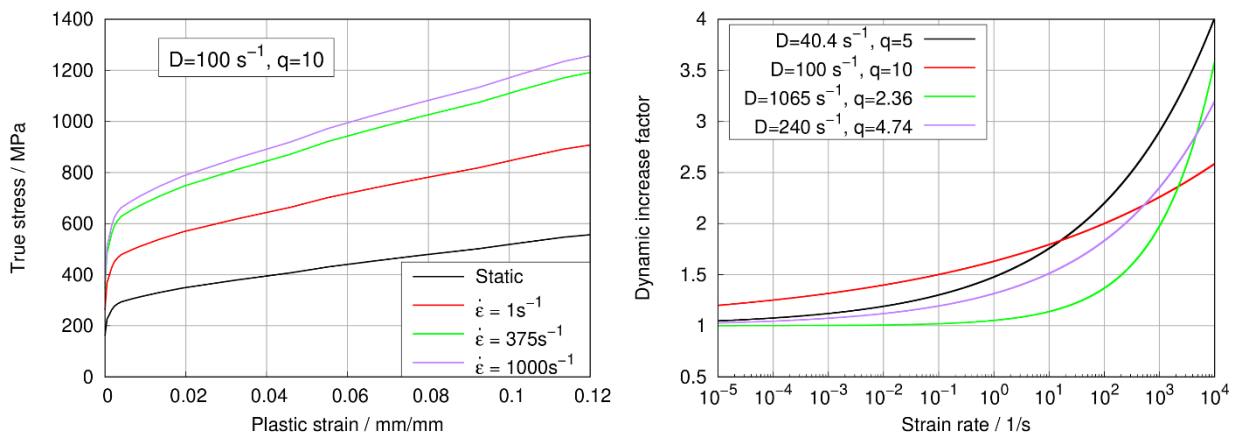 1400
1200
1000
800
600
400
200
0
True stress / MPa
D=100 s⁻¹, q=10
Static
ε̇ = 1s⁻¹
ε̇ = 375s⁻¹
ε̇ = 1000s⁻¹
0 0.02 0.04 0.06 0.08 0.1 0.12
Plastic strain / mm/mm
4
3.5
3
2.5
2
1.5
1
0.5
Dynamic increase factor
D=40.4 s⁻¹, q=5
D=100 s⁻¹, q=10
D=1065 s⁻¹, q=2.36
D=240 s⁻¹, q=4.74
10⁻⁵ 10⁻⁴ 10⁻³ 10⁻² 10⁻¹ 10⁰ 10¹ 10² 10³ 10⁴
Strain rate / 1/s